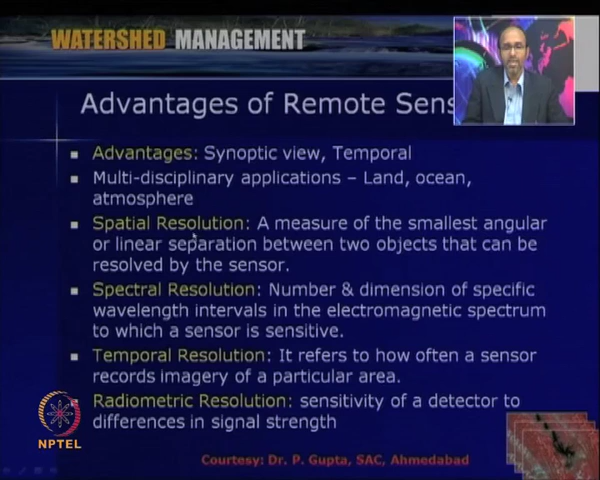 WATERSHED MANAGEMENT
Advantages of Remote Sens
Advantages: Synoptic view, Temporal
Multi-disciplinary applications – Land, ocean,
atmosphere
Spatial Resolution: A measure of the smallest angular
or linear separation between two objects that can be
resolved by the sensor.
Spectral Resolution: Number & dimension of specific
wavelength intervals in the electromagnetic spectrum
to which a sensor is sensitive.
Temporal Resolution: It refers to how often a sensor
records imagery of a particular area.
Radiometric Resolution: sensitivity of a detector to
differences in signal strength
NPTEL
Courtesy: Dr. P. Gupta, SAC, Ahmedabad